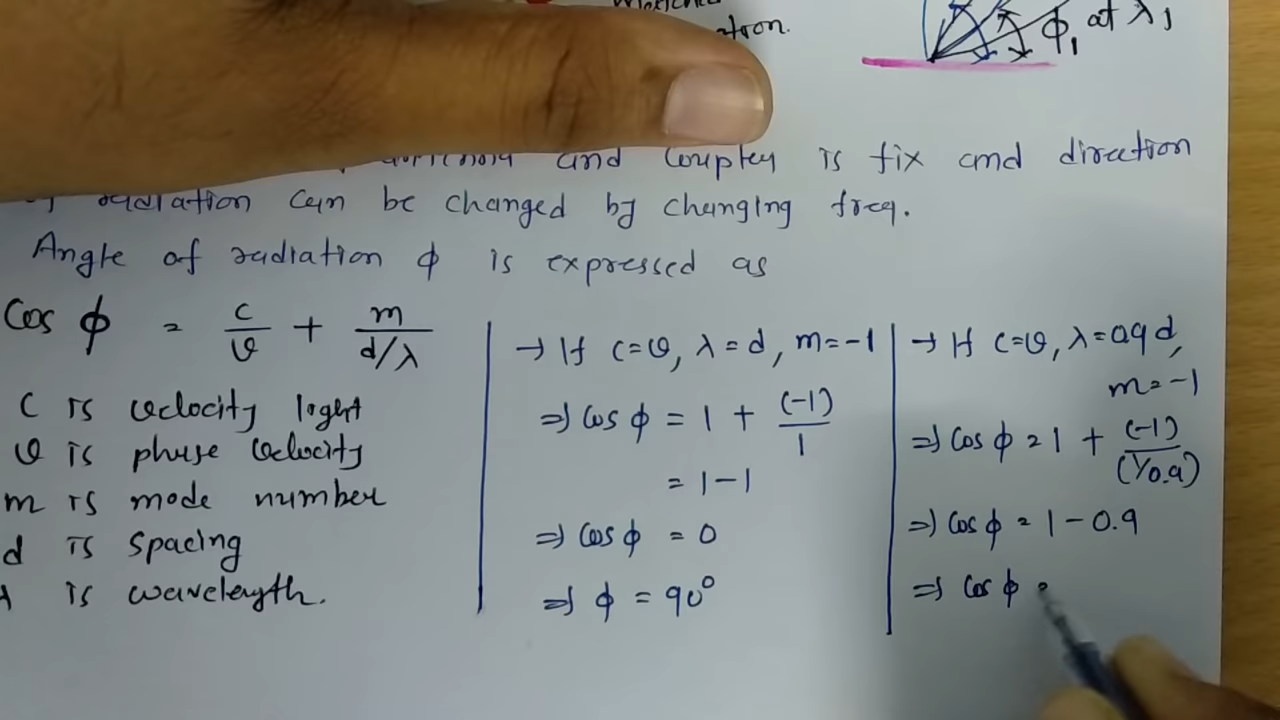 ϕ₁ at λ₁
and Coupler is fix and direction
radiation can be changed by changing freq.
Angle of radiation ϕ is expressed as
Cos ϕ = c/v + m/(d/λ)
C is velocity loght
v is phase velocity
m is mode number
d is spacing
λ is wavelength.
→ If C=v, λ=d, m=-1
⇒ Cos ϕ = 1 + (-1)/1
= 1-1
⇒ Cos ϕ = 0
⇒ ϕ = 90°
→ If C=v, λ=0.9d,
m=-1
⇒ Cos ϕ = 1 + (-1)/(1/0.9)
⇒ Cos ϕ = 1-0.9
⇒ Cos ϕ =